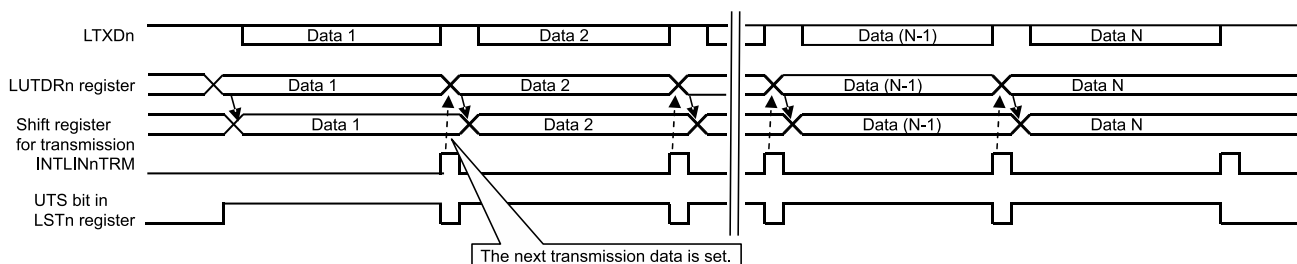 LTXDn
Data 1 Data 2 Data (N-1) Data N
LUTDRn register
Data 1 Data 2 Data (N-1) Data N
Shift register
for transmission
Data 1 Data 2 Data (N-1) Data N
INTLINnTRM
UTS bit in
LSTn register
The next transmission data is set.